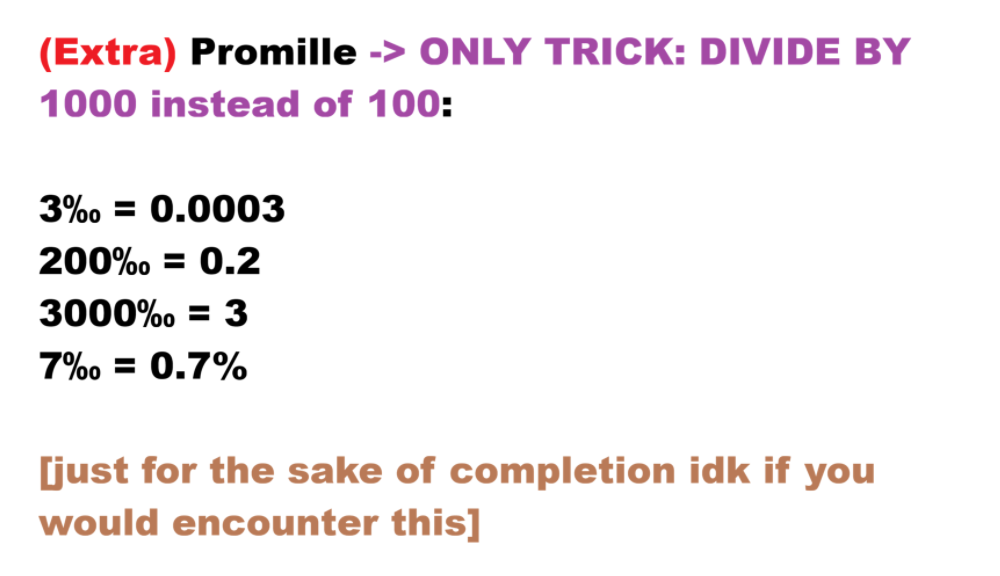 (Extra) Promille -> ONLY TRICK: DIVIDE BY
1000 instead of 100:
3‰ = 0.0003
200‰ = 0.2
3000‰ = 3
7‰ = 0.7%
[just for the sake of completion idk if you
would encounter this]